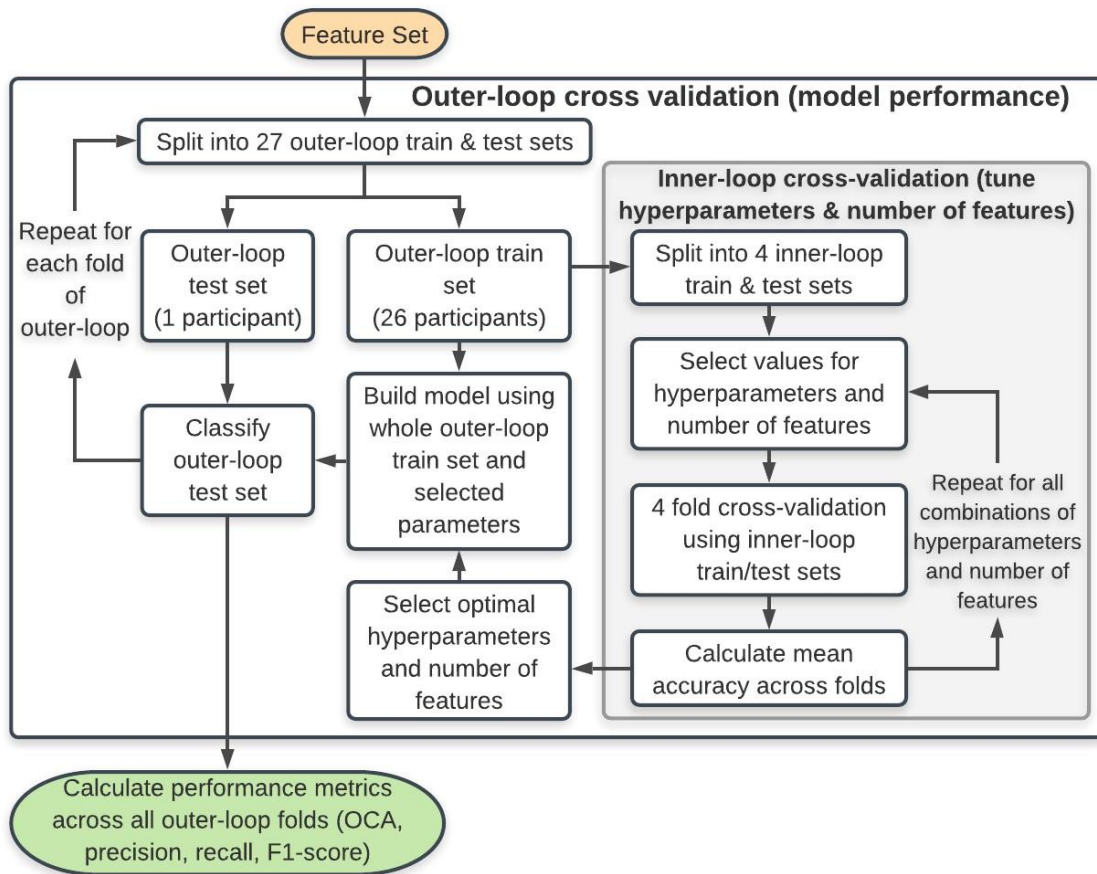 Feature Set
Outer-loop cross validation (model performance)
Split into 27 outer-loop train & test sets
Repeat for
each fold
of
outer-loop
Outer-loop
test set
(1 participant)
Outer-loop train
set
(26 participants)
Inner-loop cross-validation (tune
hyperparameters & number of features)
Split into 4 inner-loop
train & test sets
Select values for
hyperparameters and
number of features
Classify
outer-loop
test set
Build model using
whole outer-loop
train set and
selected
parameters
4 fold cross-validation
using inner-loop
train/test sets
Repeat for all
combinations of
hyperparameters
and number of
features
Select optimal
hyperparameters
and number of
features
Calculate mean
accuracy across folds
Calculate performance metrics
across all outer-loop folds (OCA,
precision, recall, F1-score)